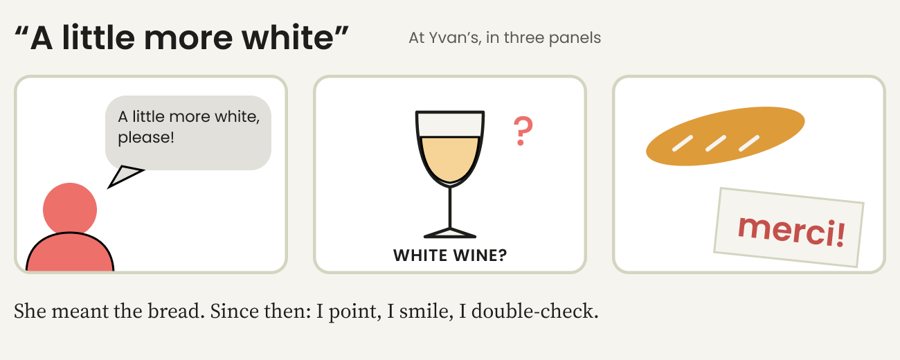 “A little more white”
At Yvan’s, in three panels
A little more white,
please!
?
WHITE WINE?
merci!
She meant the bread. Since then: I point, I smile, I double-check.